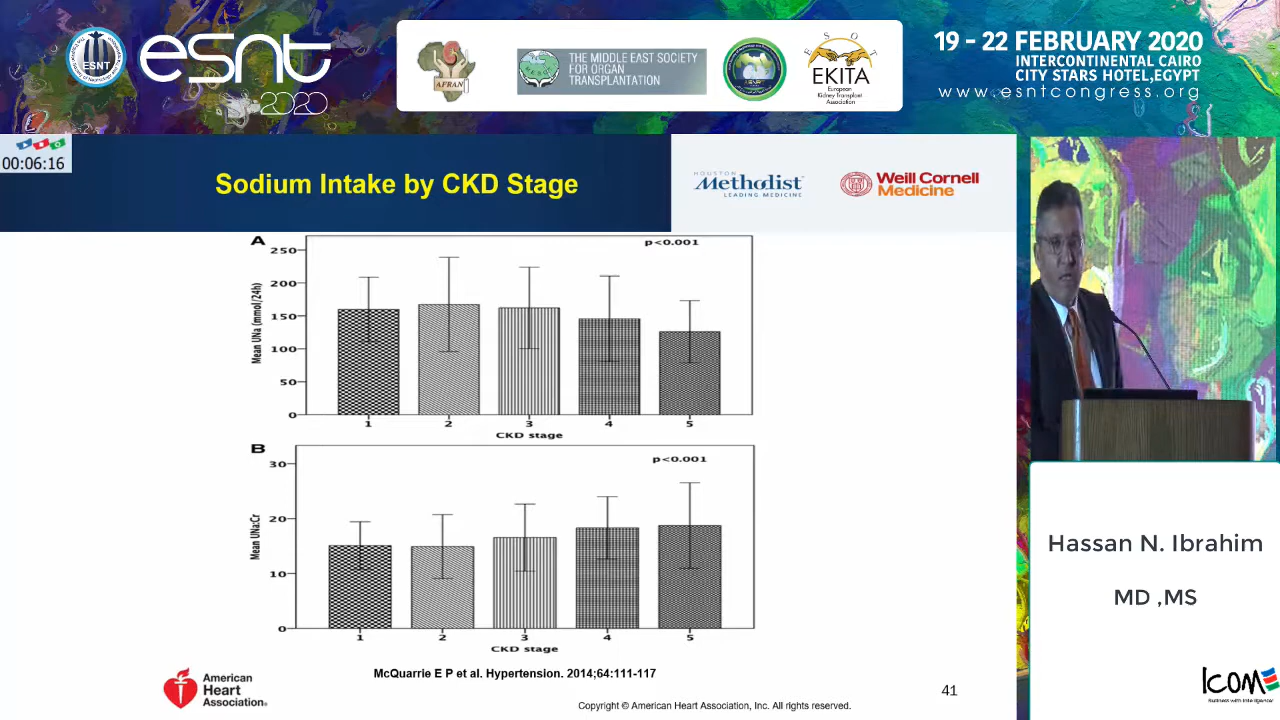 ESNT
esnt
2020
AFRAN
THE MIDDLE EAST SOCIETY
FOR ORGAN
TRANSPLANTATION
E S O T
EKITA
European
Kidney Transplant
Association
19 - 22 FEBRUARY 2020
INTERCONTINENTAL CAIRO
CITY STARS HOTEL,EGYPT
www.esntcongress.org
00:06:16
Sodium Intake by CKD Stage
HOUSTON
Methodist
LEADING MEDICINE
Weill Cornell
Medicine
A
p<0.001
250
200
150
100
50
0
Mean UNa (mmol/24h)
1 2 3 4 5
CKD stage
B
p<0.001
30
20
10
0
Mean UNa:Cr
1 2 3 4 5
CKD stage
McQuarrie E P et al. Hypertension. 2014;64:111-117
American
Heart
Association.
Copyright © American Heart Association, Inc. All rights reserved.
41
Hassan N. Ibrahim
MD ,MS
ICOM